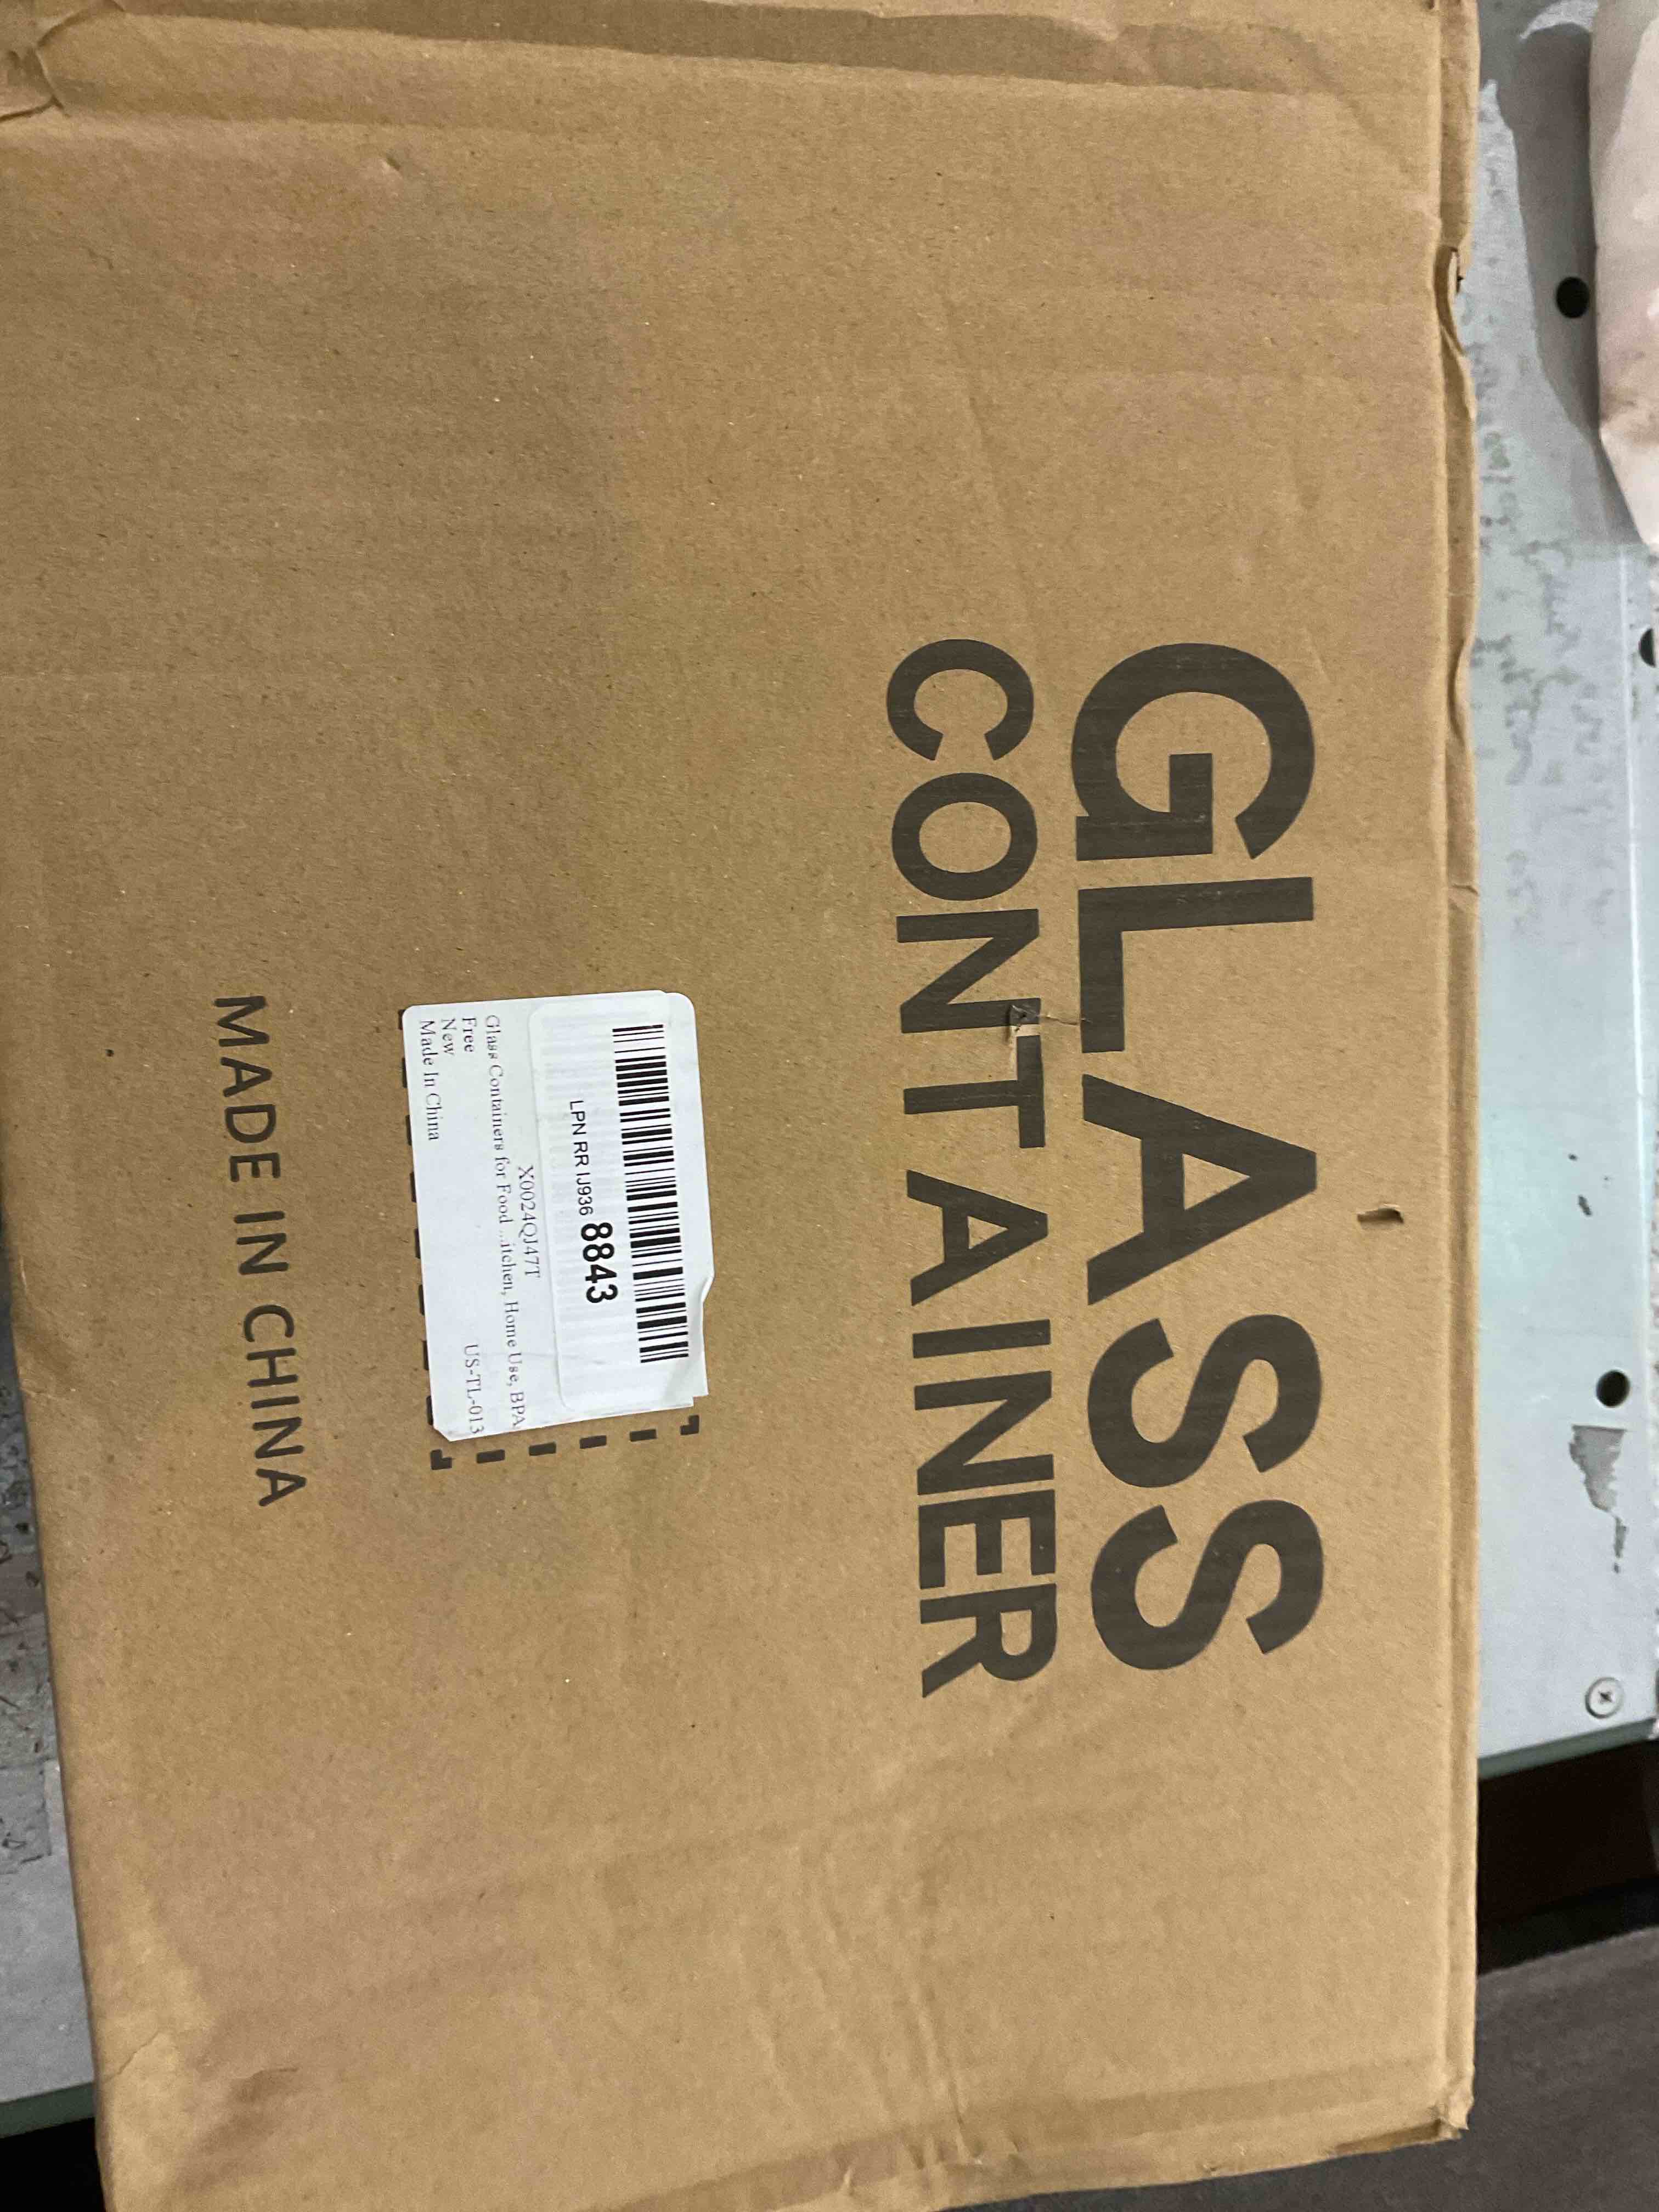 GLASS
CONTAINER
LPN RR IJ936 8843
X0024QJ47T
Glass Containers for Food ...itchen, Home Use, BPA
Free
New
US-TL-013
Made In China
MADE IN CHINA